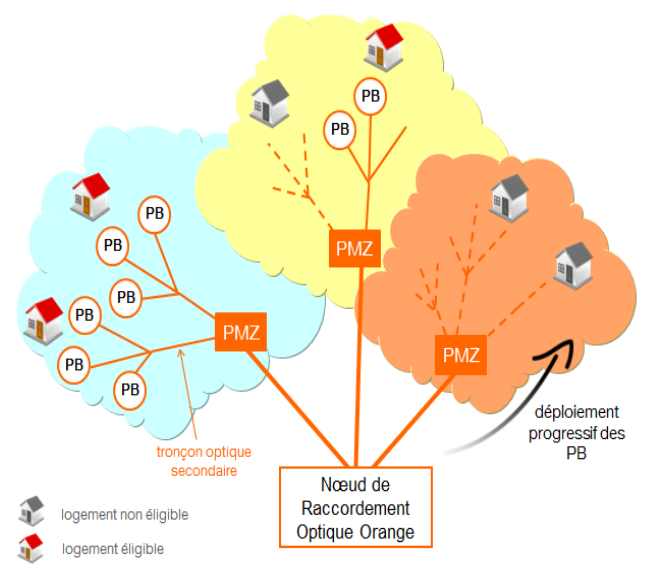 PB
PB
PMZ
PB
PB
PB
PB
PB
PB
PMZ
PMZ
tronçon optique
secondaire
déploiement
progressif des
PB
Nœud de
Raccordement
Optique Orange
logement non éligible
logement éligible